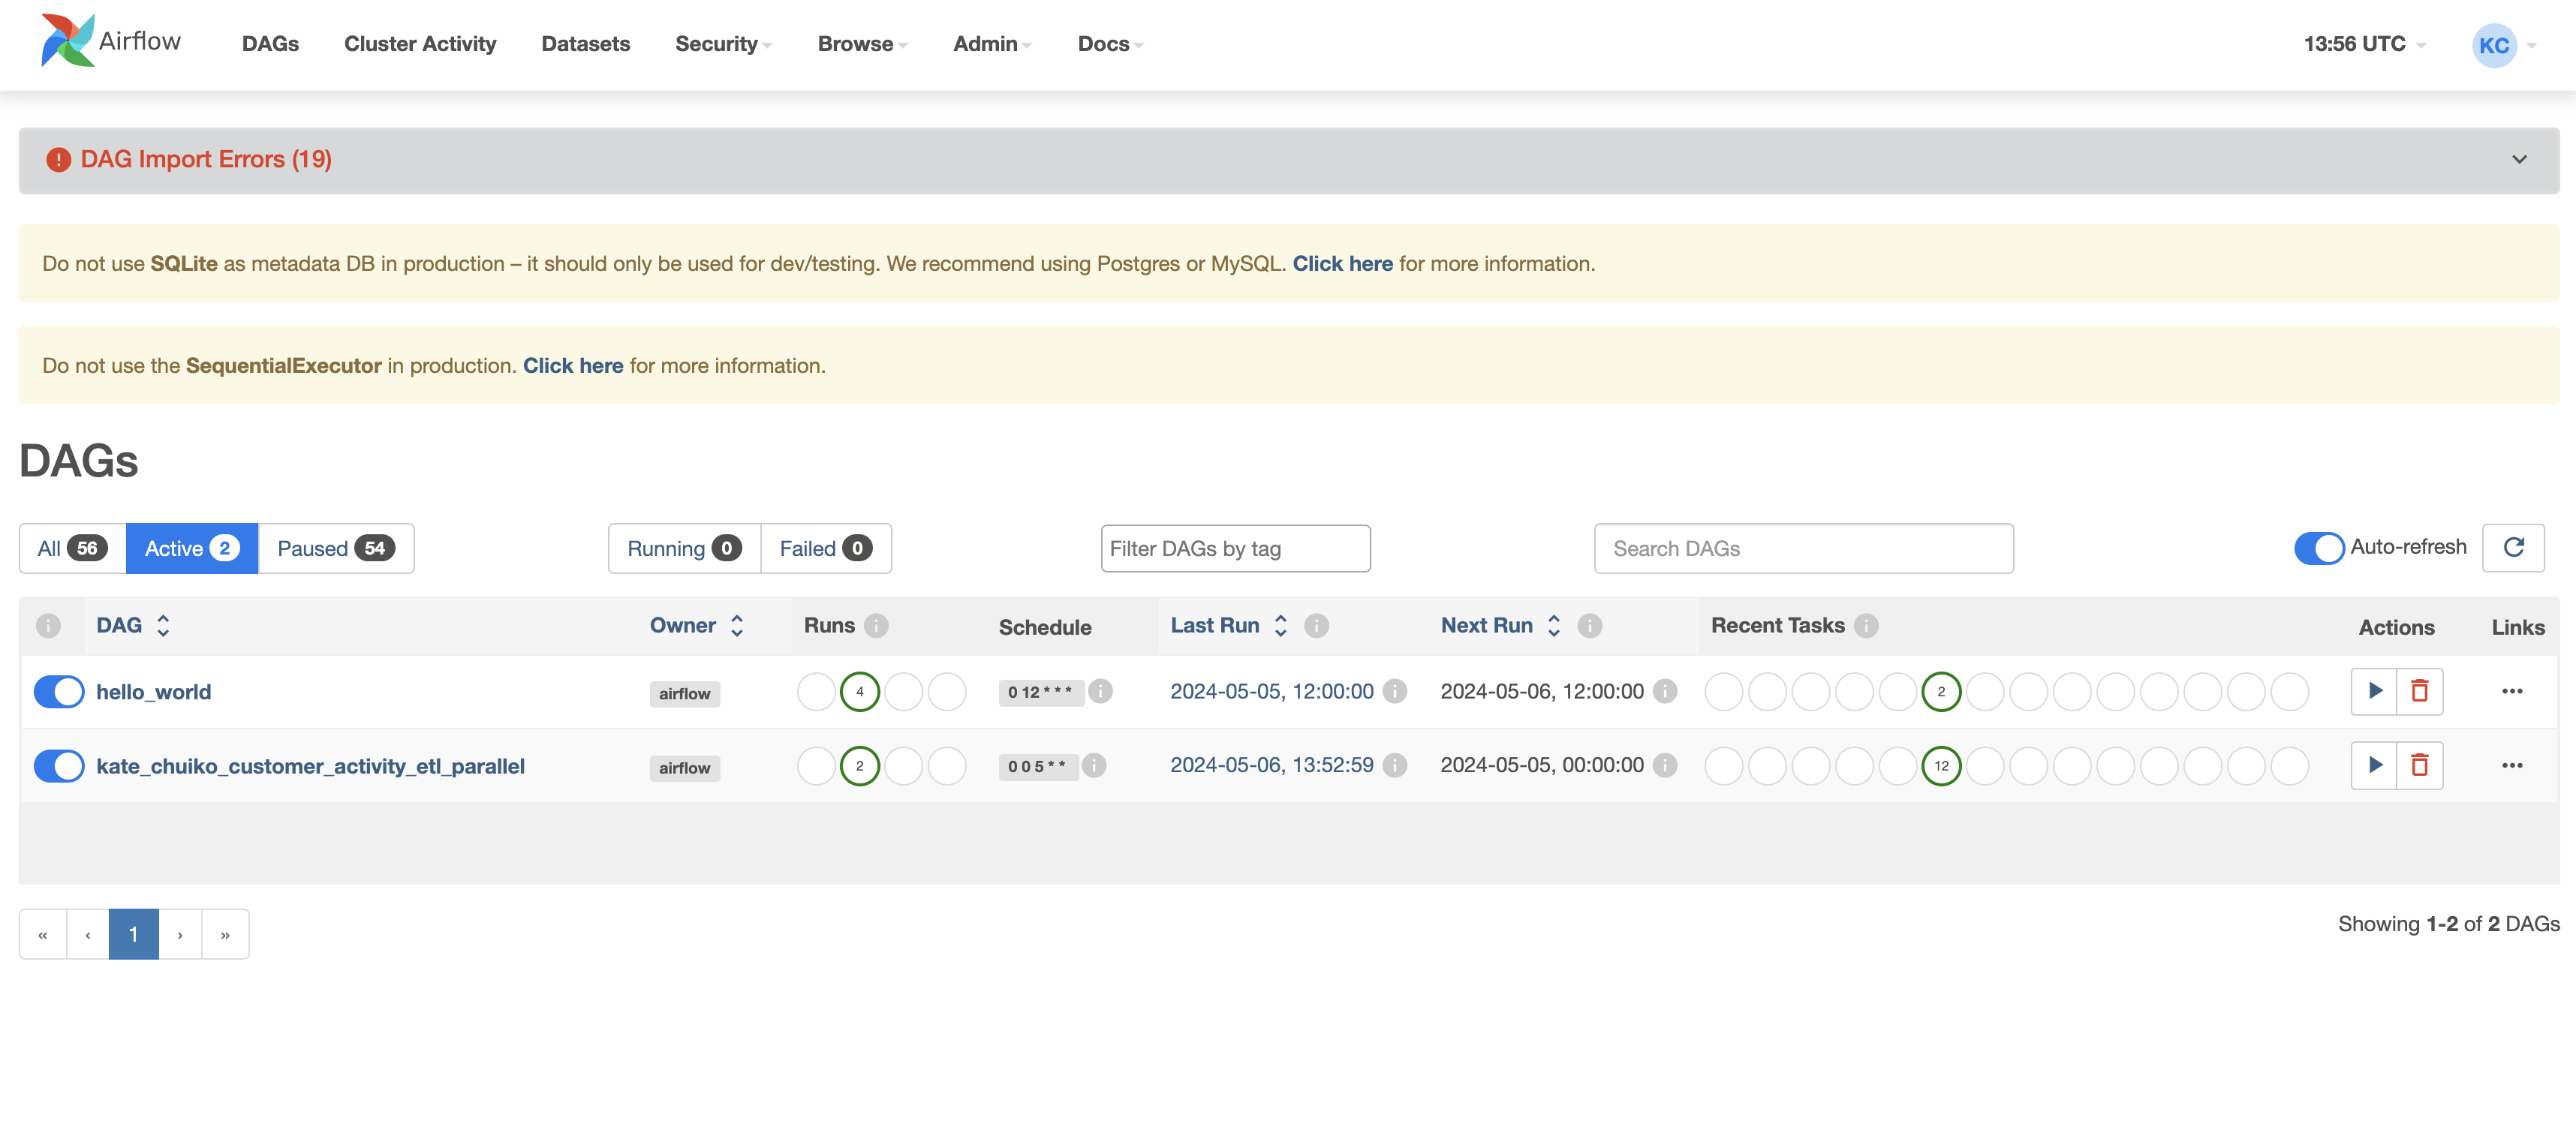 Airflow DAGs Cluster Activity Datasets Security Browse Admin Docs 13:56 UTC KC
DAG Import Errors (19)
Do not use SQLite as metadata DB in production – it should only be used for dev/testing. We recommend using Postgres or MySQL. Click here for more information.
Do not use the SequentialExecutor in production. Click here for more information.
DAGs
All 56 Active 2 Paused 54 Running 0 Failed 0 Filter DAGs by tag Search DAGs Auto-refresh
DAG Owner Runs Schedule Last Run Next Run Recent Tasks Actions Links
hello_world airflow 4 0 12 * * * 2024-05-05, 12:00:00 2024-05-06, 12:00:00 2
kate_chuiko_customer_activity_etl_parallel airflow 2 0 0 5 * * 2024-05-06, 13:52:59 2024-05-05, 00:00:00 12
« ‹ 1 › » Showing 1-2 of 2 DAGs